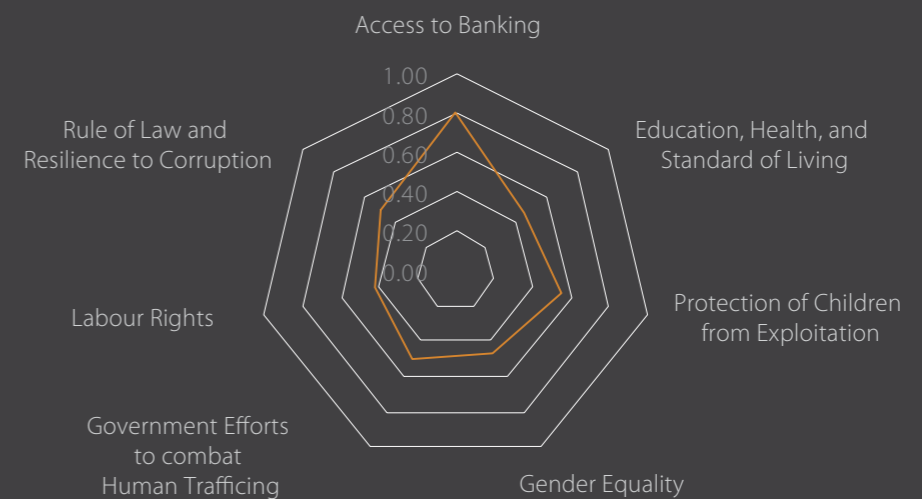 Access to Banking
1.00
0.80
0.60
0.40
0.20
0.00
Education, Health, and
Standard of Living
Protection of Children
from Exploitation
Gender Equality
Government Efforts
to combat
Human Trafficing
Labour Rights
Rule of Law and
Resilience to Corruption